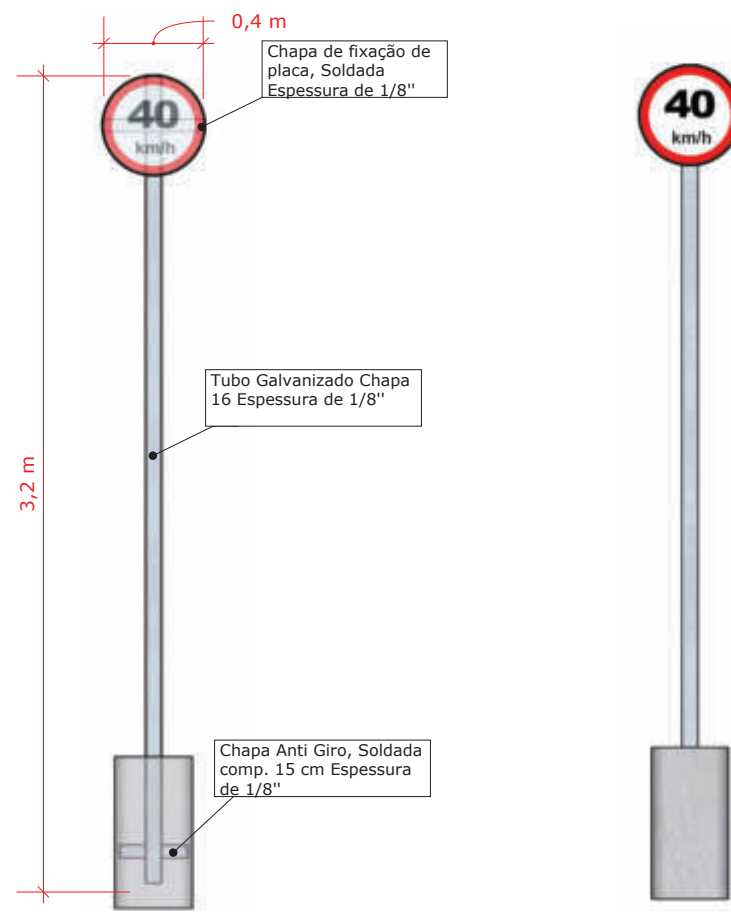 0,4 m
Chapa de fixação de
placa, Soldada
Espessura de 1/8''
40
km/h
40
km/h
Tubo Galvanizado Chapa
16 Espessura de 1/8''
3,2 m
Chapa Anti Giro, Soldada
comp. 15 cm Espessura
de 1/8''